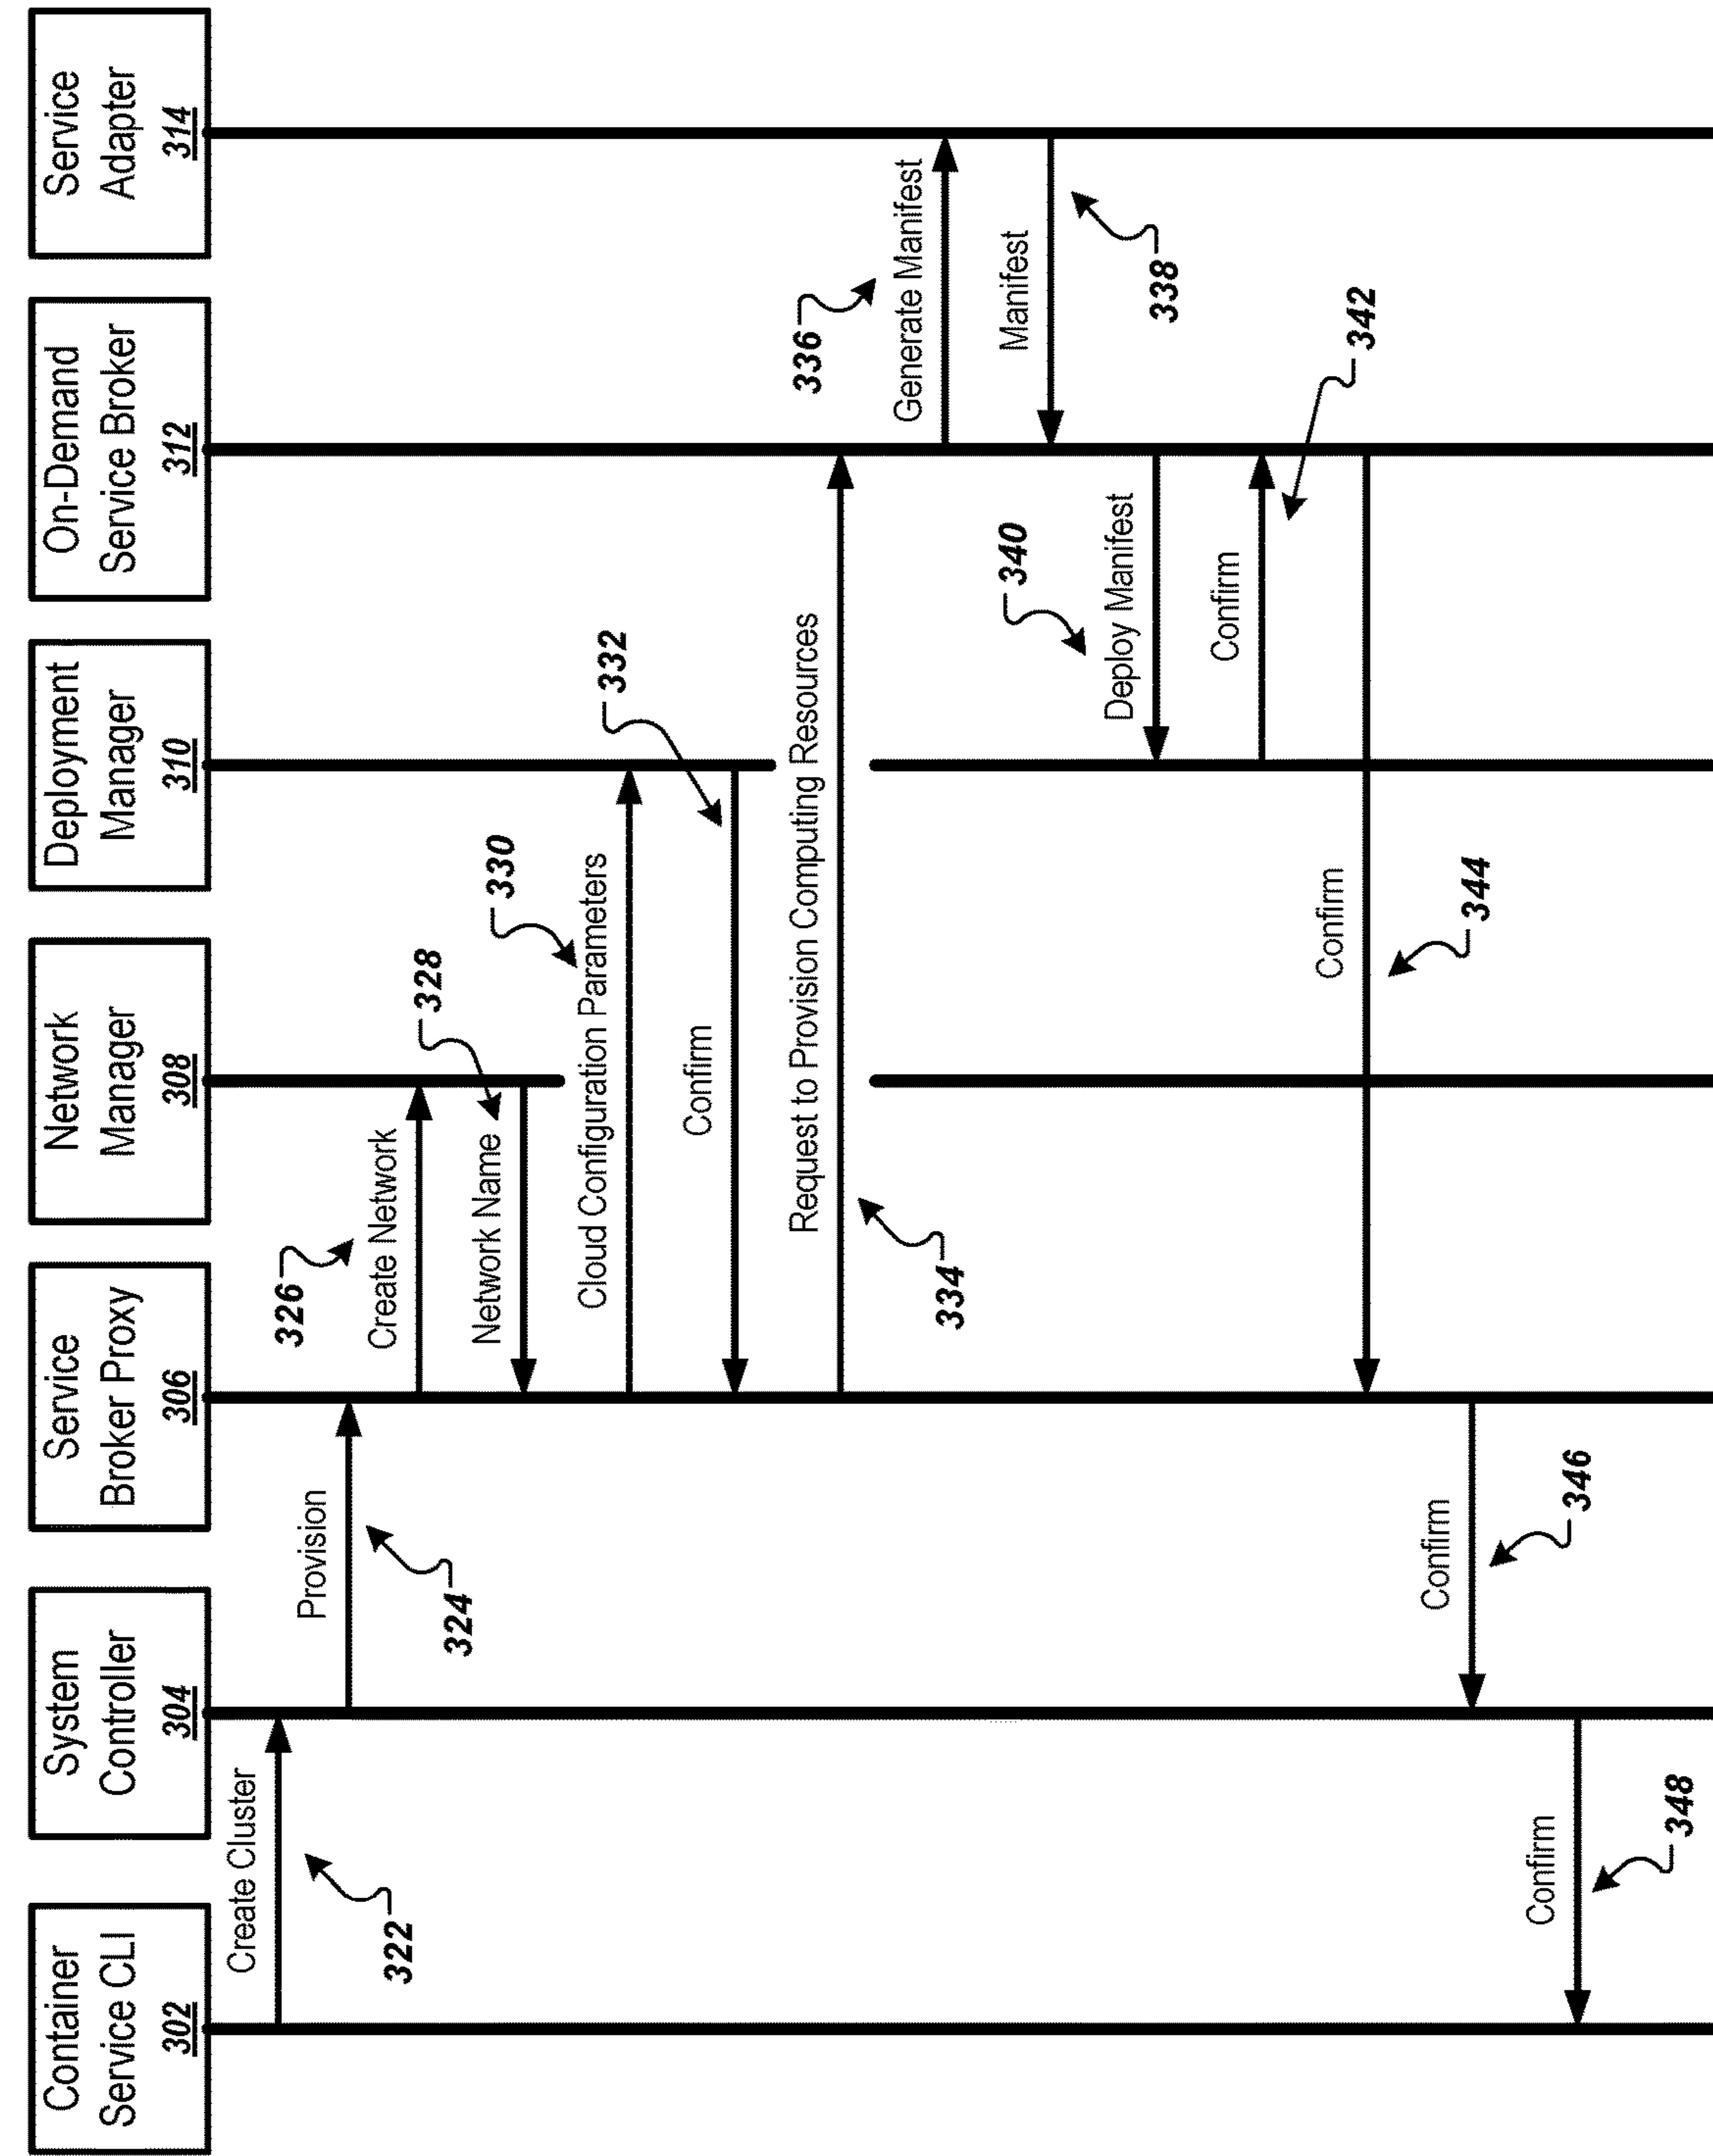 Container
Service CLI
302
System
Controller
304
Service
Broker Proxy
306
Network
Manager
308
Deployment
Manager
310
On-Demand
Service Broker
312
Service
Adapter
314
Create Cluster
322
Provision
324
326
Create Network
Network Name
328
330
Cloud Configuration Parameters
332
Confirm
Request to Provision Computing Resources
334
336
Generate Manifest
Manifest
338
340
Deploy Manifest
342
Confirm
Confirm
344
Confirm
346
Confirm
348